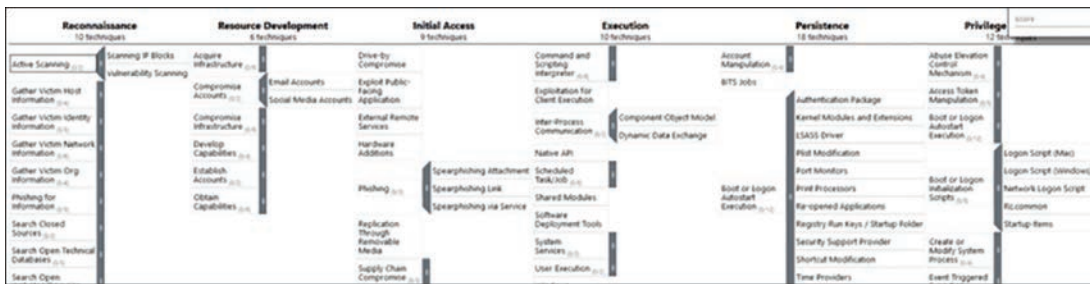 Reconnaissance
10 techniques
Active Scanning
Scanning IP Blocks
Vulnerability Scanning
Gather Victim Host
Information
Gather Victim Identity
Information
Gather Victim Network
Information
Gather Victim Org
Information
Phishing for
Information
Search Closed
Sources
Search Open Technical
Databases
Search Open
Resource Development
6 techniques
Acquire
Infrastructure
Compromise
Accounts
Email Accounts
Social Media Accounts
Compromise
Infrastructure
Develop
Capabilities
Establish
Accounts
Obtain
Capabilities
Initial Access
9 techniques
Drive-by
Compromise
Exploit Public-
Facing
Application
External Remote
Services
Hardware
Additions
Phishing
Spearphishing Attachment
Spearphishing Link
Spearphishing via Service
Replication
Through
Removable
Media
Supply Chain
Compromise
Execution
10 techniques
Command and
Scripting
Interpreter
Exploitation for
Client Execution
Inter-Process
Communication
Component Object Model
Dynamic Data Exchange
Native API
Scheduled
Task/Job
Shared Modules
Software
Deployment Tools
System
Services
User Execution
Persistence
18 techniques
Account
Manipulation
BITS Jobs
Boot or Logon
Autostart
Execution
Authentication Package
Kernel Modules and Extensions
LSASS Driver
Plist Modification
Port Monitors
Print Processors
Re-opened Applications
Registry Run Keys / Startup Folder
Security Support Provider
Shortcut Modification
Time Providers
Privilege
12
score
Abuse Elevation
Control
Mechanism
Access Token
Manipulation
Boot or Logon
Autostart
Execution
Boot or Logon
Initialization
Scripts
Logon Script (Mac)
Logon Script (Windows)
Network Logon Script
Rc.common
Startup Items
Create or
Modify System
Process
Event Triggered